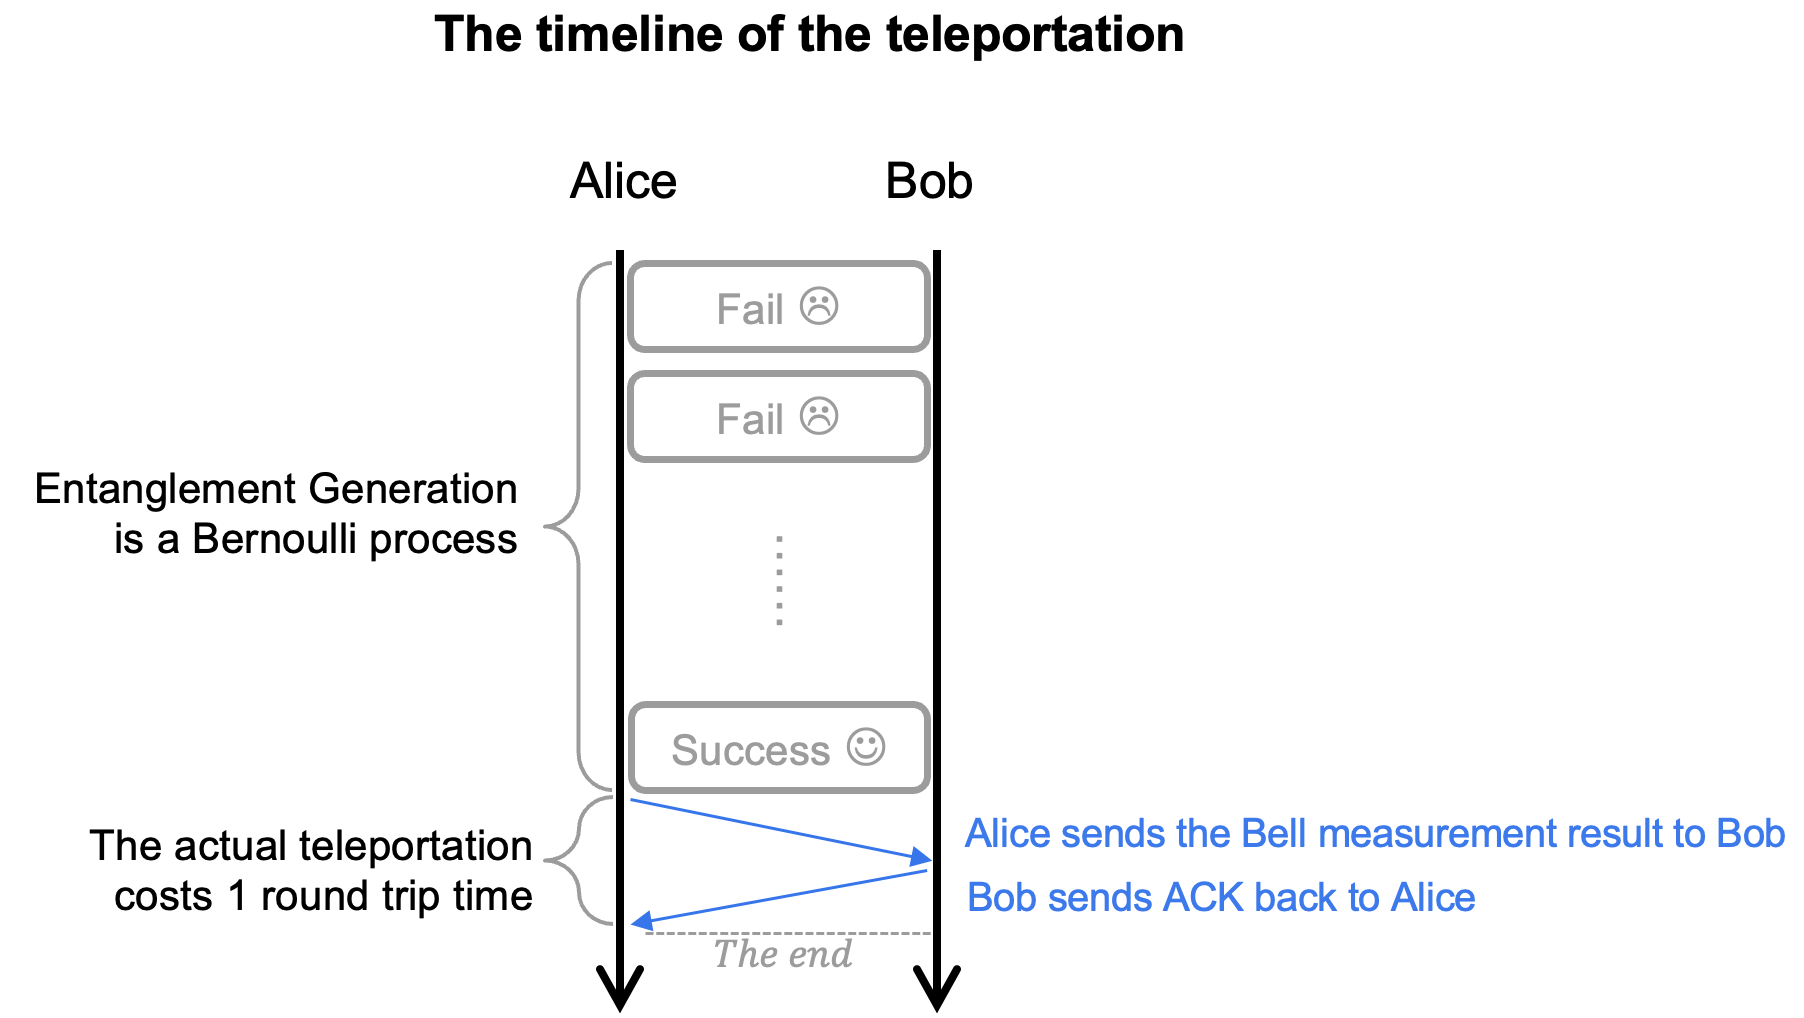 The timeline of the teleportation
Alice
Bob
Fail ☹
Fail ☹
Entanglement Generation
is a Bernoulli process
Success ☺
The actual teleportation
costs 1 round trip time
Alice sends the Bell measurement result to Bob
Bob sends ACK back to Alice
The end